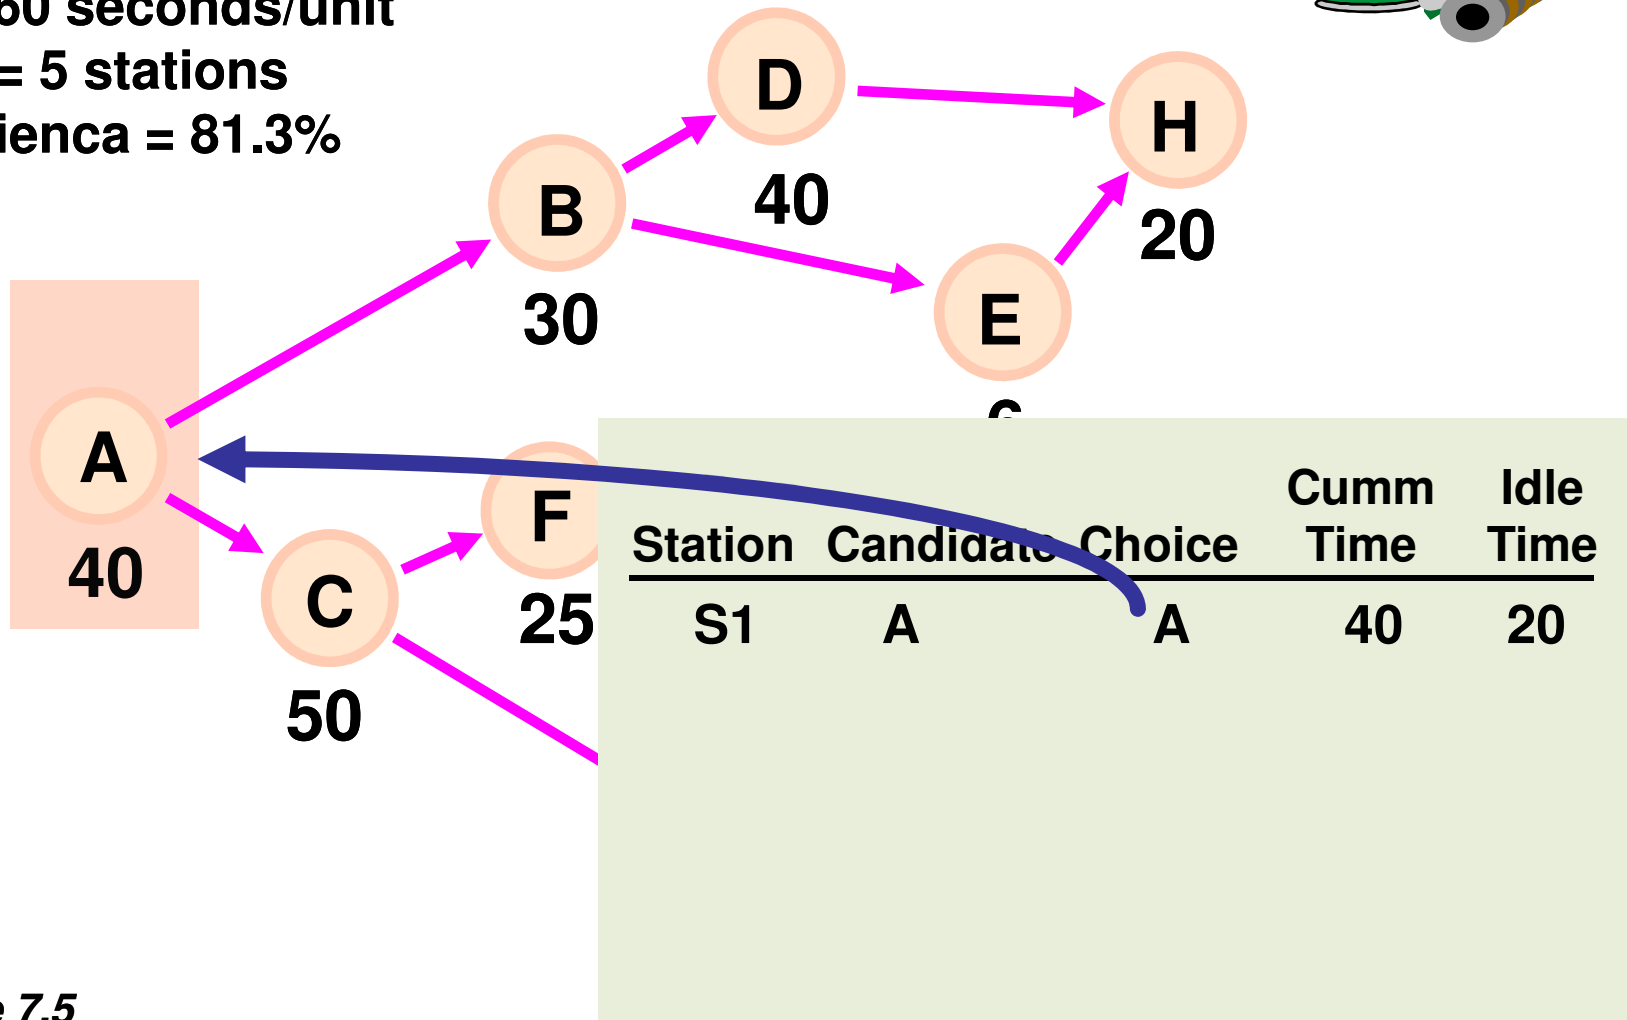 60 seconds/unit
= 5 stations
ienca = 81.3%
D
H
B
40
20
E
30
6
A
F
40
C
25
50
Cumm Idle
Station Candidate Choice Time Time
S1 A A 40 20
e 7.5